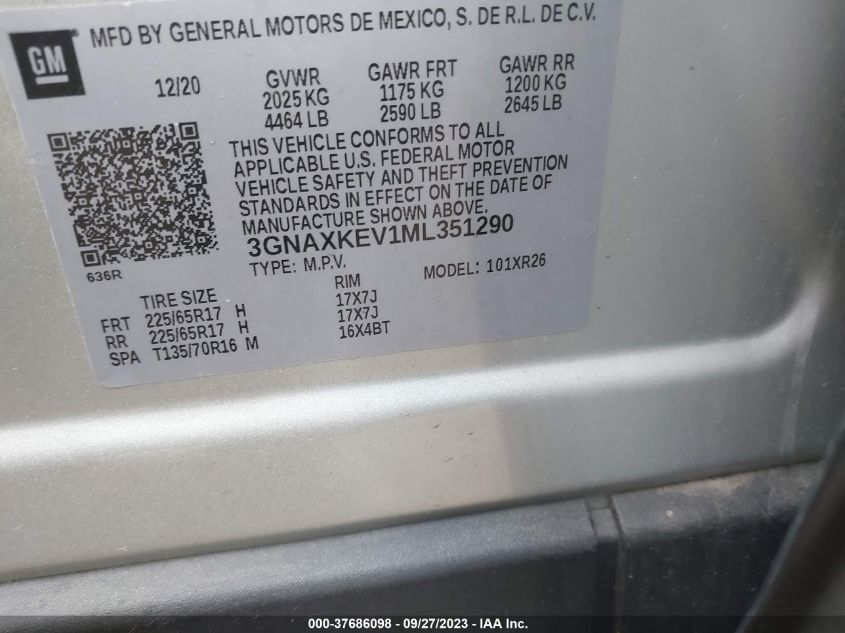 GM
MFD BY GENERAL MOTORS DE MEXICO, S. DE R.L. DE C.V.
12/20 GVWR GAWR FRT GAWR RR
2025 KG 1175 KG 1200 KG
4464 LB 2590 LB 2645 LB
THIS VEHICLE CONFORMS TO ALL
APPLICABLE U.S. FEDERAL MOTOR
VEHICLE SAFETY AND THEFT PREVENTION
STANDARDS IN EFFECT ON THE DATE OF
MANUFACTURE SHOWN ABOVE.
3GNAXKEV1ML351290
636R TYPE: M.P.V. MODEL: 101XR26
TIRE SIZE RIM
FRT 225/65R17 H 17X7J
RR 225/65R17 H 17X7J
SPA T135/70R16 M 16X4BT
000-37686098 - 09/27/2023 - IAA Inc.